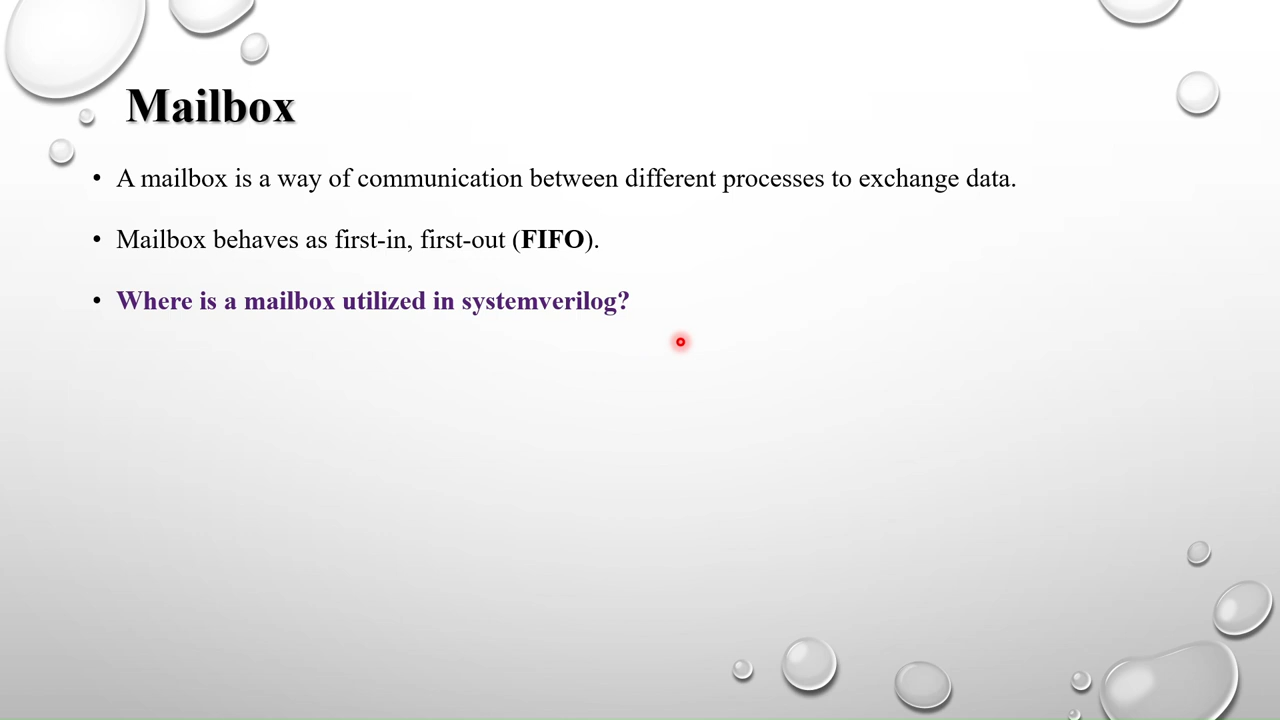 Mailbox
• A mailbox is a way of communication between different processes to exchange data.
• Mailbox behaves as first-in, first-out (FIFO).
• Where is a mailbox utilized in systemverilog?